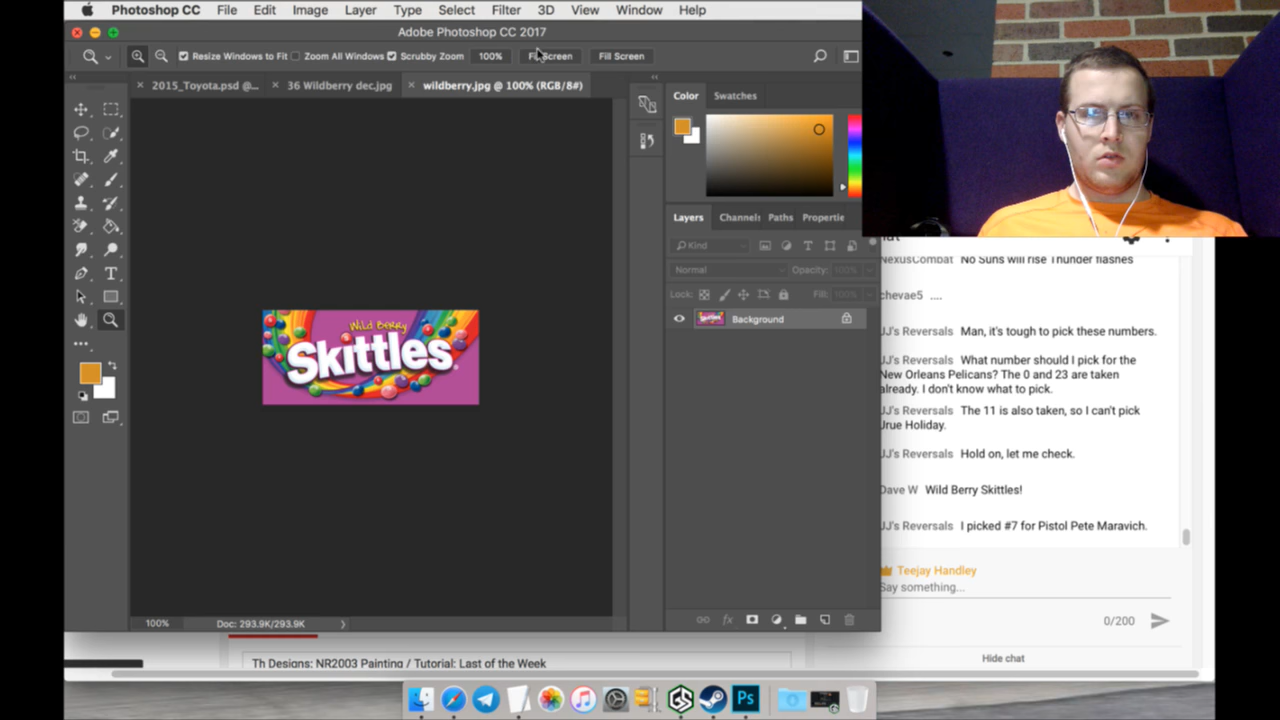 Photoshop CC File Edit Image Layer Type Select Filter 3D View Window Help
Adobe Photoshop CC 2017
Resize Windows to Fit Zoom All Windows Scrubby Zoom 100% Fit Screen Fill Screen
2015_Toyota.psd @... 36 Wildberry dec.jpg wildberry.jpg @ 100% (RGB/8#)
Color Swatches
Layers Channel: Paths Propertie
Kind
Normal Opacity: 100%
Lock: Fill: 100%
Background
Wild Berry
Skittles
100% Doc: 293.9K/293.9K
NexusCombat No Suns will rise Thunder flashes
chevae5 ....
JJ's Reversals Man, it's tough to pick these numbers.
JJ's Reversals What number should I pick for the
New Orleans Pelicans? The 0 and 23 are taken
already. I don't know what to pick.
JJ's Reversals The 11 is also taken, so I can't pick
Jrue Holiday.
JJ's Reversals Hold on, let me check.
Dave W Wild Berry Skittles!
JJ's Reversals I picked #7 for Pistol Pete Maravich.
Teejay Handley
Say something...
0/200
Hide chat
Th Designs: NR2003 Painting / Tutorial: Last of the Week
Ps